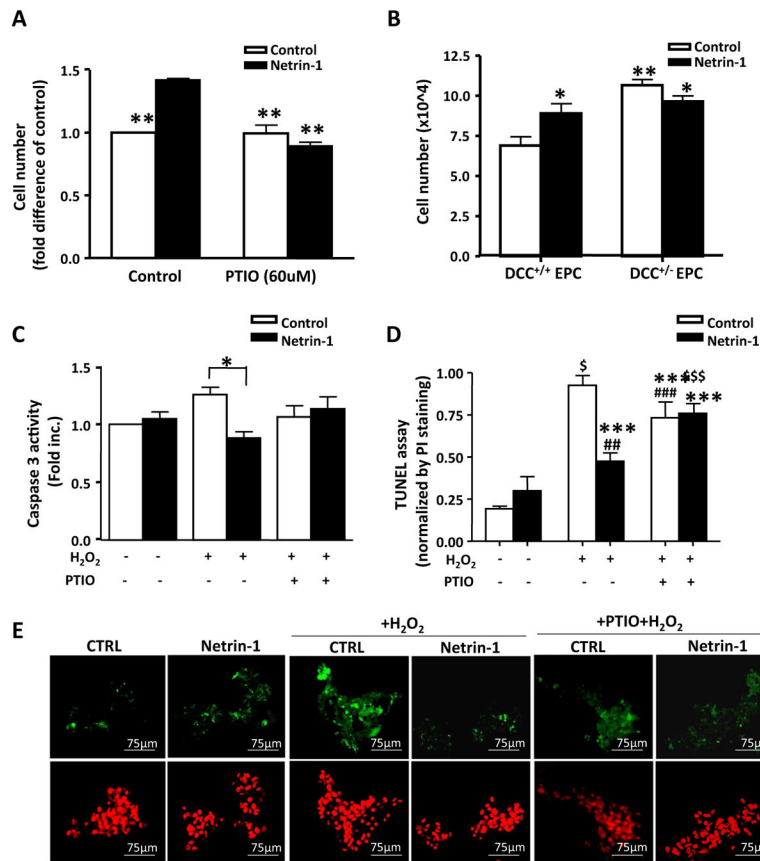 A
Control
Netrin-1
Cell number
(fold difference of control)
1.5
1.0
0.5
0.0
**
**
**
Control
PTIO (60uM)
B
Control
Netrin-1
Cell number (x10^4)
12.5
10.0
7.5
5.0
2.5
0.0
*
**
*
DCC+/+ EPC
DCC+/- EPC
C
Control
Netrin-1
Caspase 3 activity
(Fold inc.)
1.5
1.0
0.5
0.0
*
H2O2 - - + + + +
PTIO - - - - + +
D
Control
Netrin-1
TUNEL assay
(normalized by PI staining)
1.00
0.75
0.50
0.25
0.00
$
***
##
***
###
$$$
***
H2O2 - - + + + +
PTIO - - - - + +
E
+H2O2
+PTIO+H2O2
CTRL Netrin-1 CTRL Netrin-1 CTRL Netrin-1
75μm 75μm 75μm 75μm 75μm 75μm
75μm 75μm 75μm 75μm 75μm 75μm